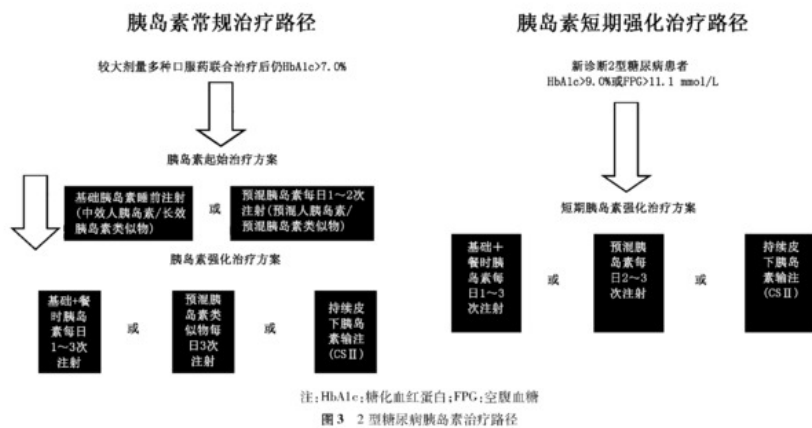 胰岛素常规治疗路径
较大剂量多种口服药联合治疗后仍HbA1c>7.0%
胰岛素起始治疗方案
基础胰岛素睡前注射
(中效人胰岛素/长效
胰岛素类似物)
或
预混胰岛素每日1～2次
注射(预混人胰岛素/
预混胰岛素类似物)
胰岛素强化治疗方案
基础+餐
时胰岛
素每日
1～3次
注射
或
预混胰
岛素类
似物每
日3次
注射
或
持续皮
下胰岛
素输注
(CSⅡ)
胰岛素短期强化治疗路径
新诊断2型糖尿病患者
HbA1c>9.0%或FPG>11.1 mmol/L
短期胰岛素强化治疗方案
基础＋
餐时胰
岛素每
日1～3
次注射
或
预混胰
岛素每
日2～3
次注射
或
持续皮
下胰岛
素输注
(CSⅡ)
注:HbA1c:糖化血红蛋白;FPG:空腹血糖
图3 2型糖尿病胰岛素治疗路径